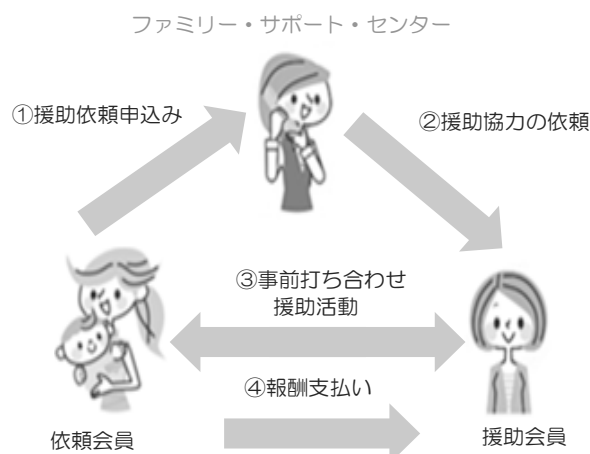 ファミリー・サポート・センター
①援助依頼申込み
②援助協力の依頼
③事前打ち合わせ
援助活動
④報酬支払い
依頼会員
援助会員